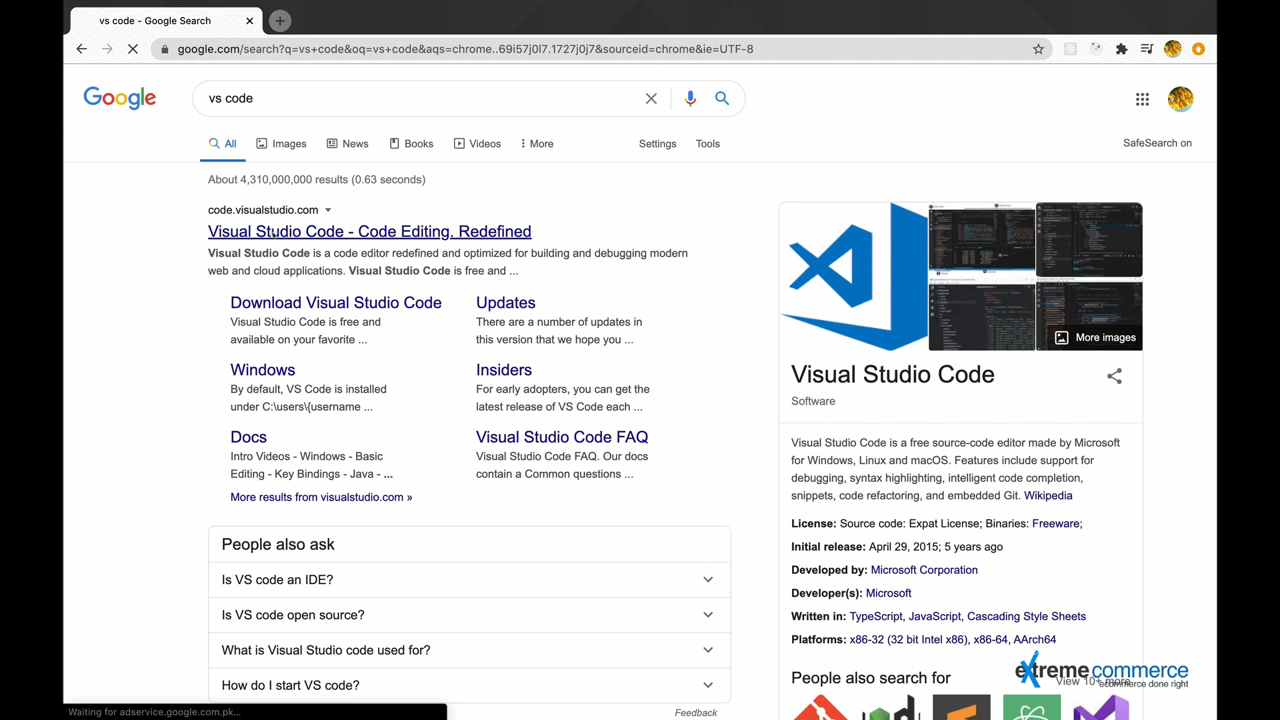 vs code - Google Search
google.com/search?q=vs+code&oq=vs+code&aqs=chrome..69i57j0l7.1727j0j7&sourceid=chrome&ie=UTF-8
Google
vs code
All Images News Books Videos More Settings Tools
SafeSearch on
About 4,310,000,000 results (0.63 seconds)
code.visualstudio.com
Visual Studio Code - Code Editing. Redefined
Visual Studio Code is a code editor redefined and optimized for building and debugging modern
web and cloud applications. Visual Studio Code is free and ...
Download Visual Studio Code
Visual Studio Code is free and
available on your favorite ...
Updates
There are a number of updates in
this version that we hope you ...
Windows
By default, VS Code is installed
under C:\users\{username ...
Insiders
For early adopters, you can get the
latest release of VS Code each ...
Docs
Intro Videos - Windows - Basic
Editing - Key Bindings - Java - ...
Visual Studio Code FAQ
Visual Studio Code FAQ. Our docs
contain a Common questions ...
More results from visualstudio.com »
People also ask
Is VS code an IDE?
Is VS code open source?
What is Visual Studio code used for?
How do I start VS code?
Feedback
Waiting for adservice.google.com.pk...
More images
Visual Studio Code
Software
Visual Studio Code is a free source-code editor made by Microsoft
for Windows, Linux and macOS. Features include support for
debugging, syntax highlighting, intelligent code completion,
snippets, code refactoring, and embedded Git. Wikipedia
License: Source code: Expat License; Binaries: Freeware;
Initial release: April 29, 2015; 5 years ago
Developed by: Microsoft Corporation
Developer(s): Microsoft
Written in: TypeScript, JavaScript, Cascading Style Sheets
Platforms: x86-32 (32 bit Intel x86), x86-64, AArch64
People also search for
View 10+ more
extreme commerce
ecommerce done right